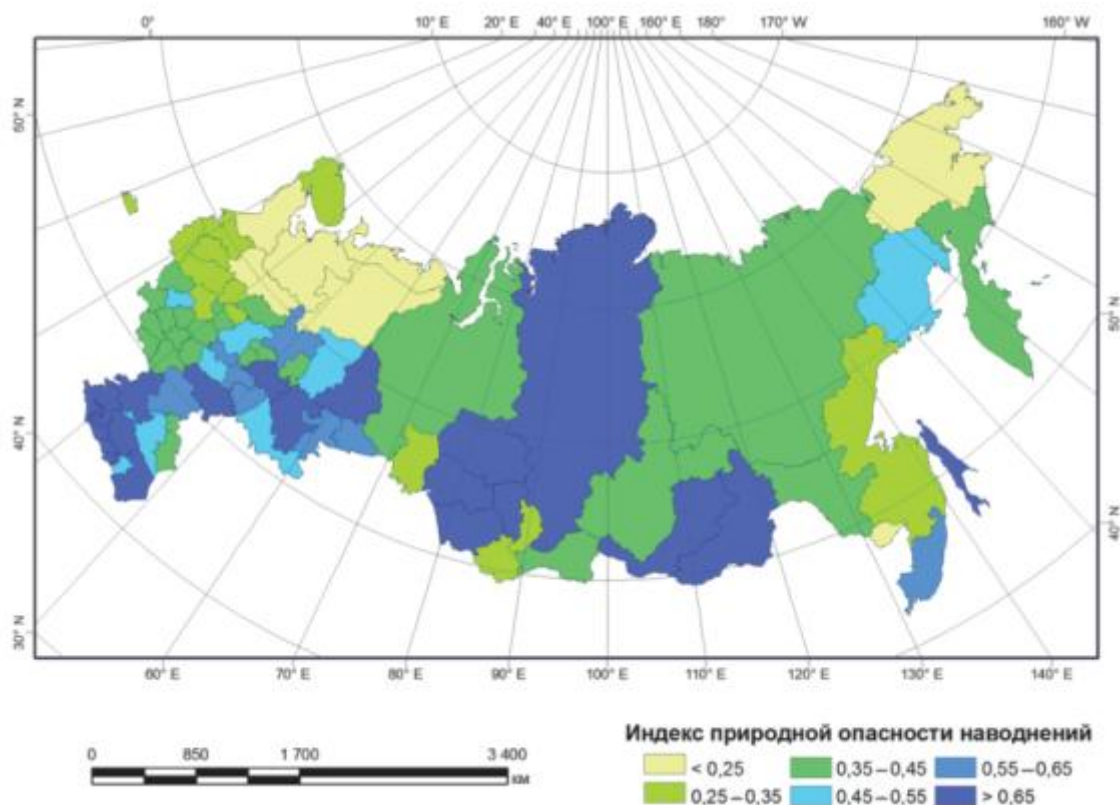 0° 10° E 20° E 40° E 100° E 160° E 180° 170° W 160° W
60° N
50° N
40° N
40° N
30° N
60° E 70° E 80° E 90° E 100° E 110° E 120° E 130° E 140° E
0 850 1 700 3 400
км
Индекс природной опасности наводнений
< 0,25 0,35 – 0,45 0,55 – 0,65
0,25 – 0,35 0,45 – 0,55 > 0,65